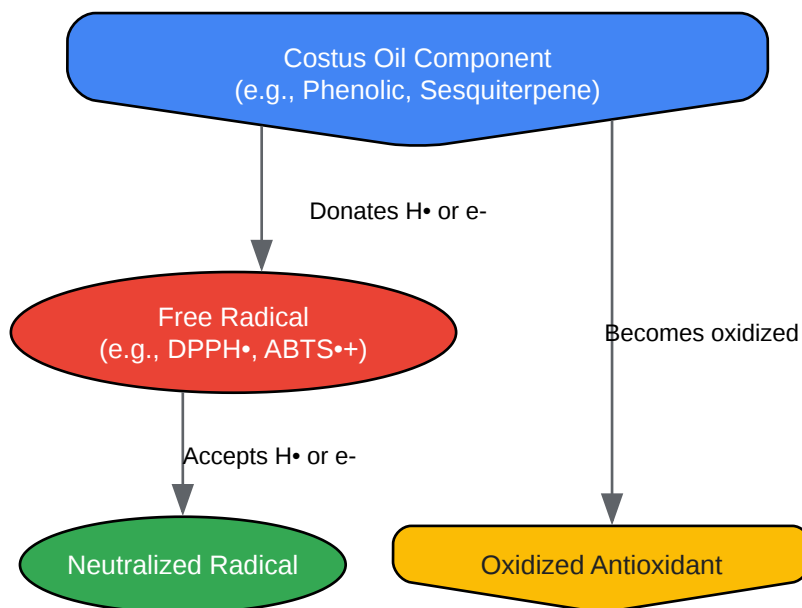 Costus Oil Component
(e.g., Phenolic, Sesquiterpene)
Donates H• or e-
Free Radical
(e.g., DPPH•, ABTS•+)
Becomes oxidized
Accepts H• or e-
Neutralized Radical
Oxidized Antioxidant